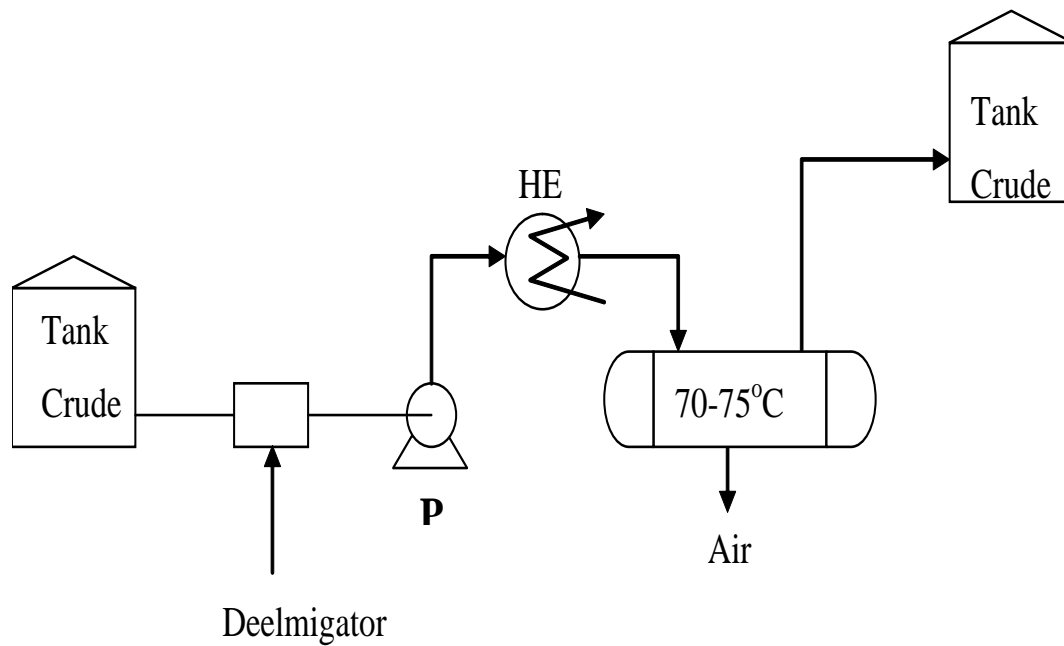 Tank
Crude
HE
Tank
Crude
70-75°C
P
Air
Deelmigator